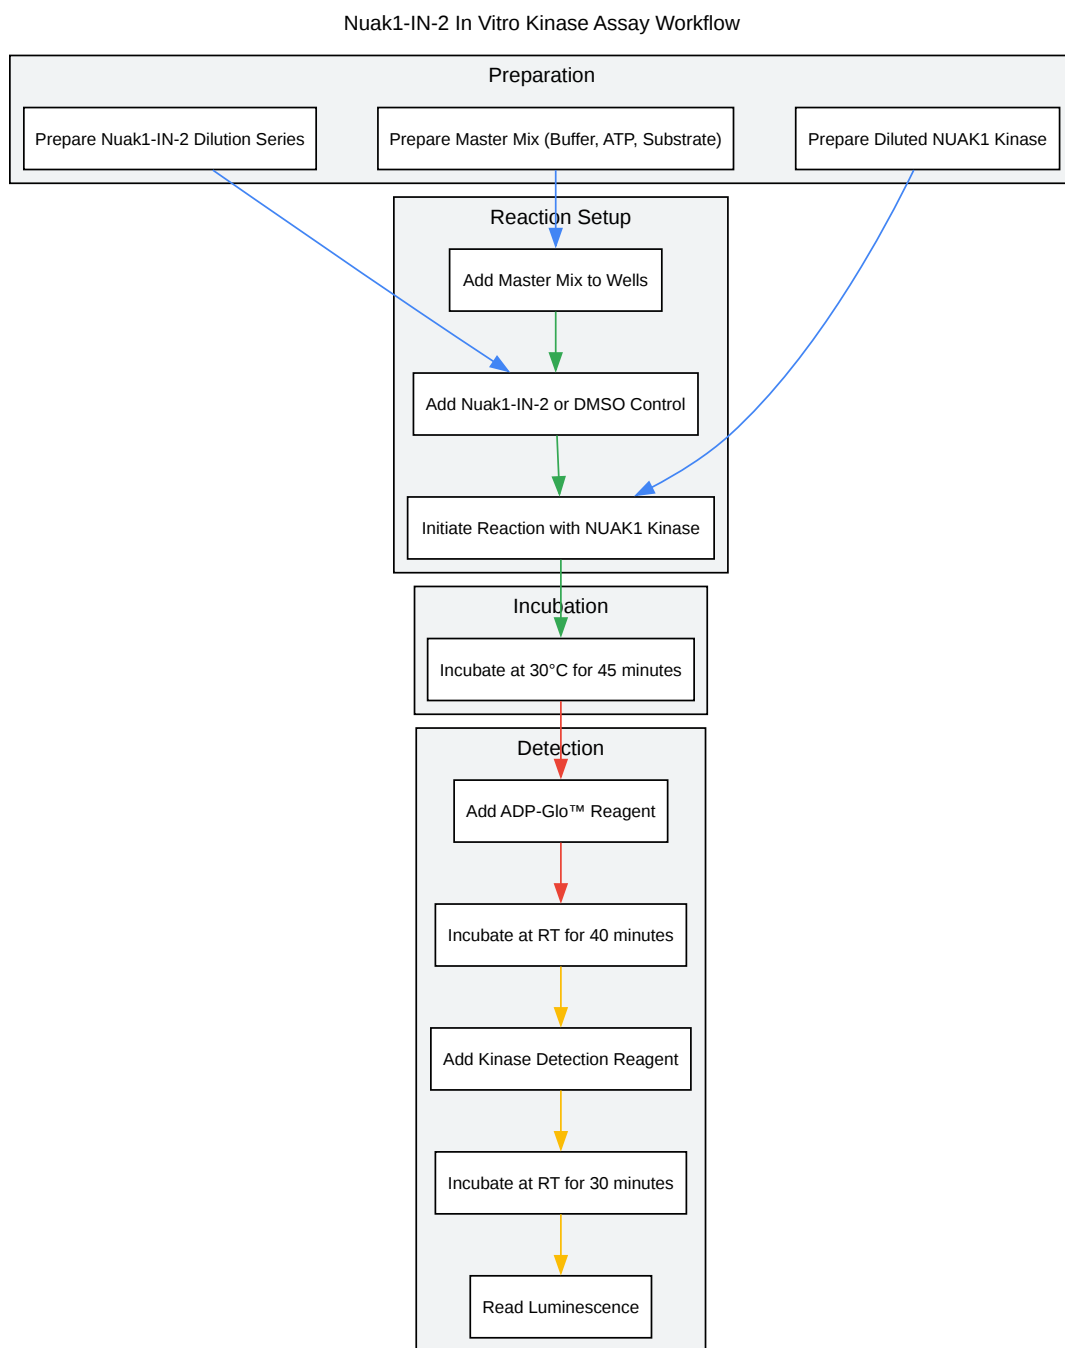 Nuak1-IN-2 In Vitro Kinase Assay Workflow
Preparation
Prepare Nuak1-IN-2 Dilution Series
Prepare Master Mix (Buffer, ATP, Substrate)
Prepare Diluted NUAK1 Kinase
Reaction Setup
Add Master Mix to Wells
Add Nuak1-IN-2 or DMSO Control
Initiate Reaction with NUAK1 Kinase
Incubation
Incubate at 30°C for 45 minutes
Detection
Add ADP-Glo™ Reagent
Incubate at RT for 40 minutes
Add Kinase Detection Reagent
Incubate at RT for 30 minutes
Read Luminescence